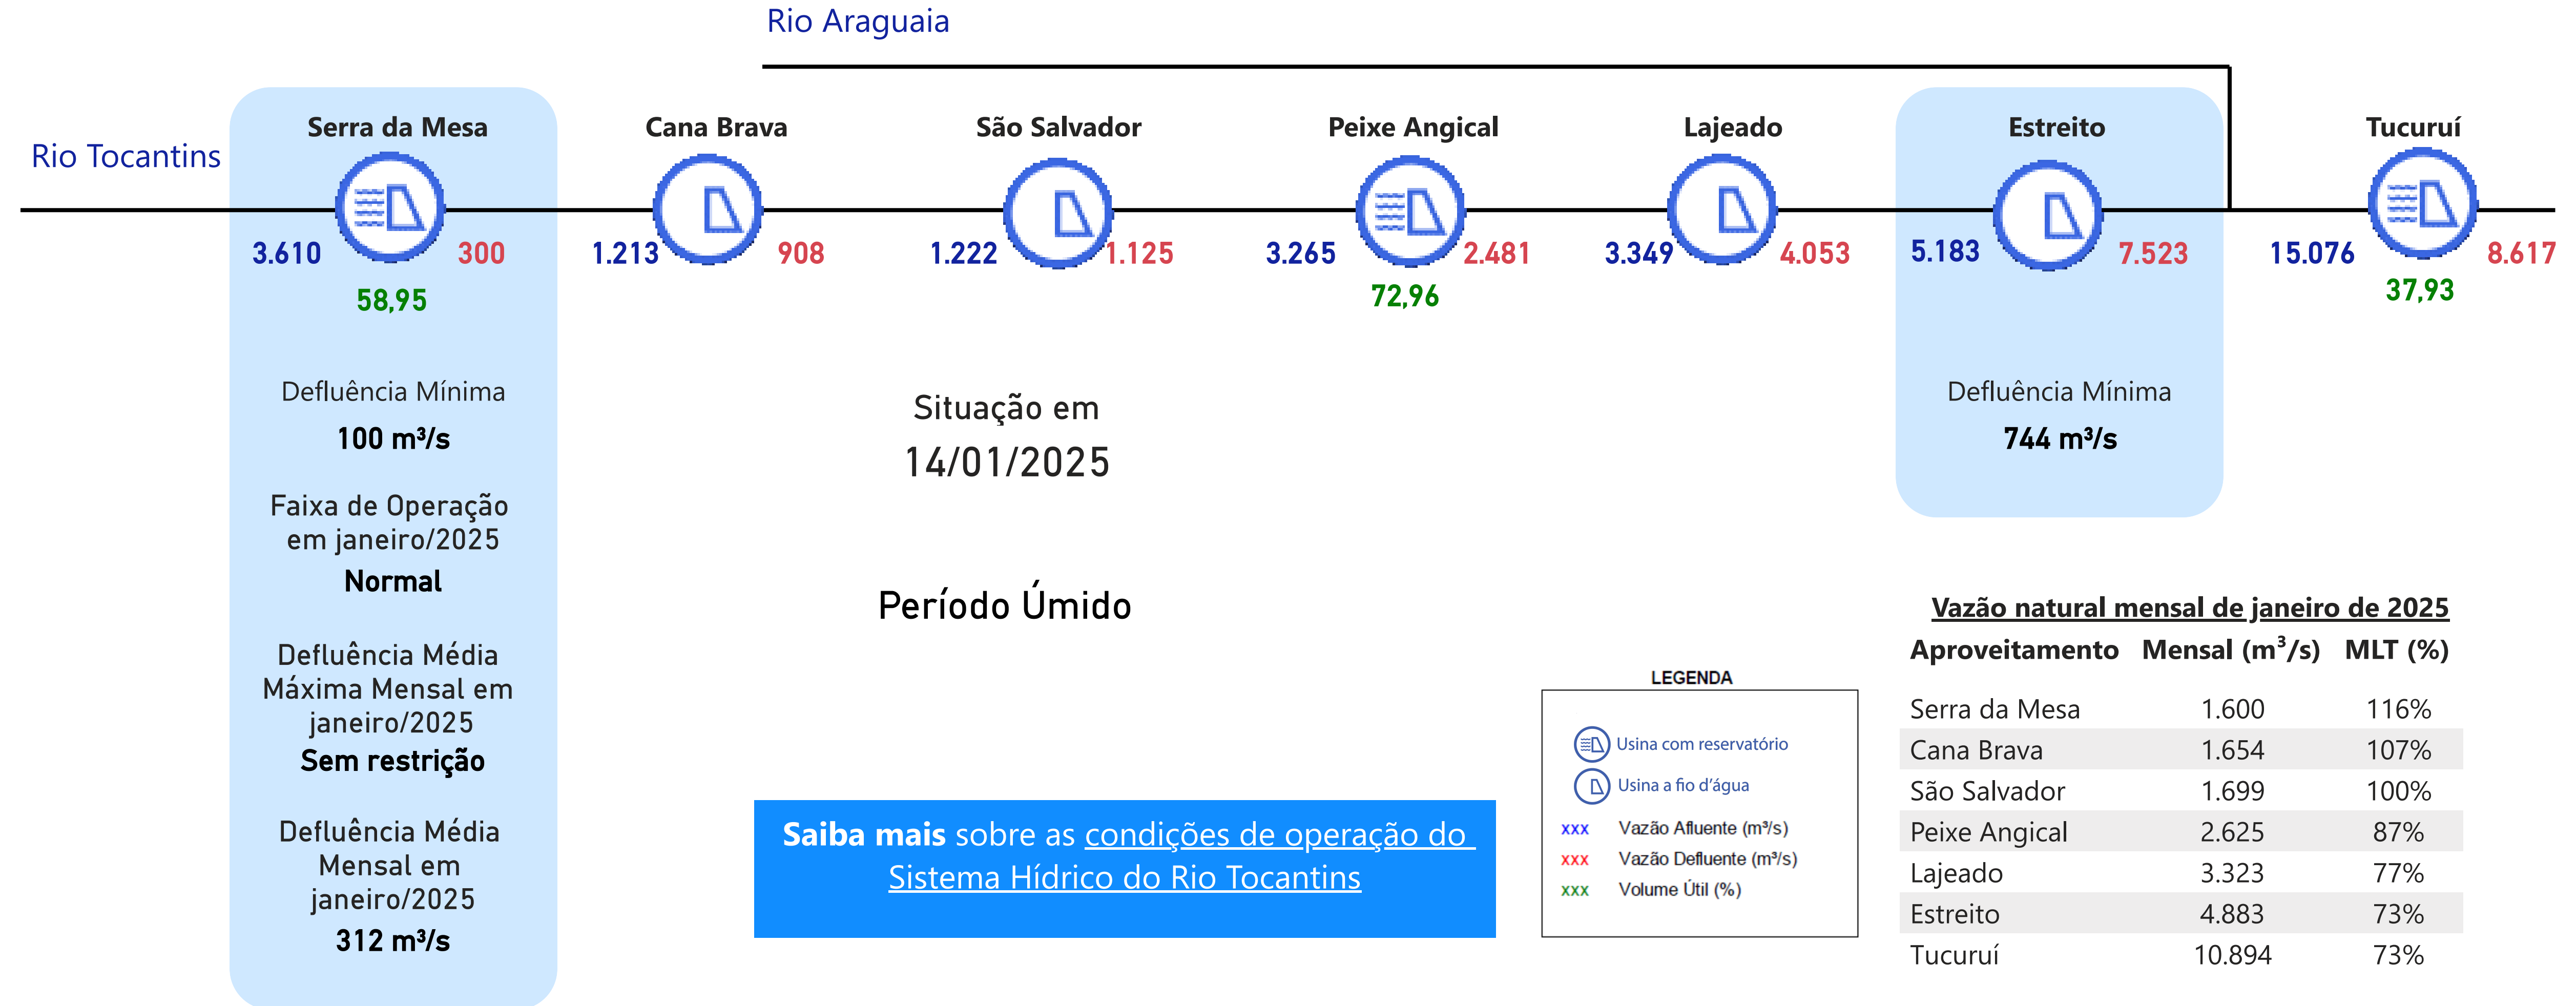 Rio Araguaia
Rio Tocantins
Serra da Mesa
3.610
300
58,95
Defluência Mínima
100 m³/s
Faixa de Operação
em janeiro/2025
Normal
Defluência Média
Máxima Mensal em
janeiro/2025
Sem restrição
Defluência Média
Mensal em
janeiro/2025
312 m³/s
Cana Brava
1.213
908
São Salvador
1.222
1.125
Peixe Angical
3.265
2.481
72,96
Lajeado
3.349
4.053
Estreito
5.183
7.523
Defluência Mínima
744 m³/s
Tucuruí
15.076
8.617
37,93
Situação em
14/01/2025
Período Úmido
Saiba mais sobre as condições de operação do
Sistema Hídrico do Rio Tocantins
LEGENDA
Usina com reservatório
Usina a fio d'água
xxx Vazão Afluente (m³/s)
xxx Vazão Defluente (m³/s)
xxx Volume Útil (%)
Vazão natural mensal de janeiro de 2025
Aproveitamento Mensal (m³/s) MLT (%)
Serra da Mesa 1.600 116%
Cana Brava 1.654 107%
São Salvador 1.699 100%
Peixe Angical 2.625 87%
Lajeado 3.323 77%
Estreito 4.883 73%
Tucuruí 10.894 73%